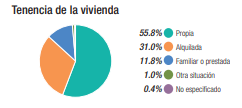 Tenencia de la vivienda
55.8% Propia
31.0% Alquilada
11.8% Familiar o prestada
1.0% Otra situación
0.4% No especificado